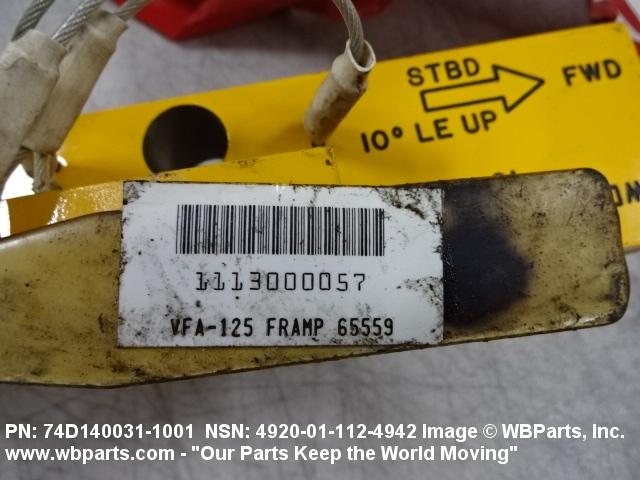 STBD
FWD
10° LE UP
1113000057
VFA-125 FRAMP 65559
PN: 74D140031-1001 NSN: 4920-01-112-4942 Image © WBParts, Inc.
www.wbparts.com - "Our Parts Keep the World Moving"